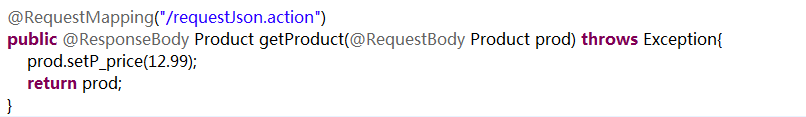 @RequestMapping("/requestJson.action")
public @ResponseBody Product getProduct(@RequestBody Product prod) throws Exception{
    prod.setP_price(12.99);
    return prod;
}